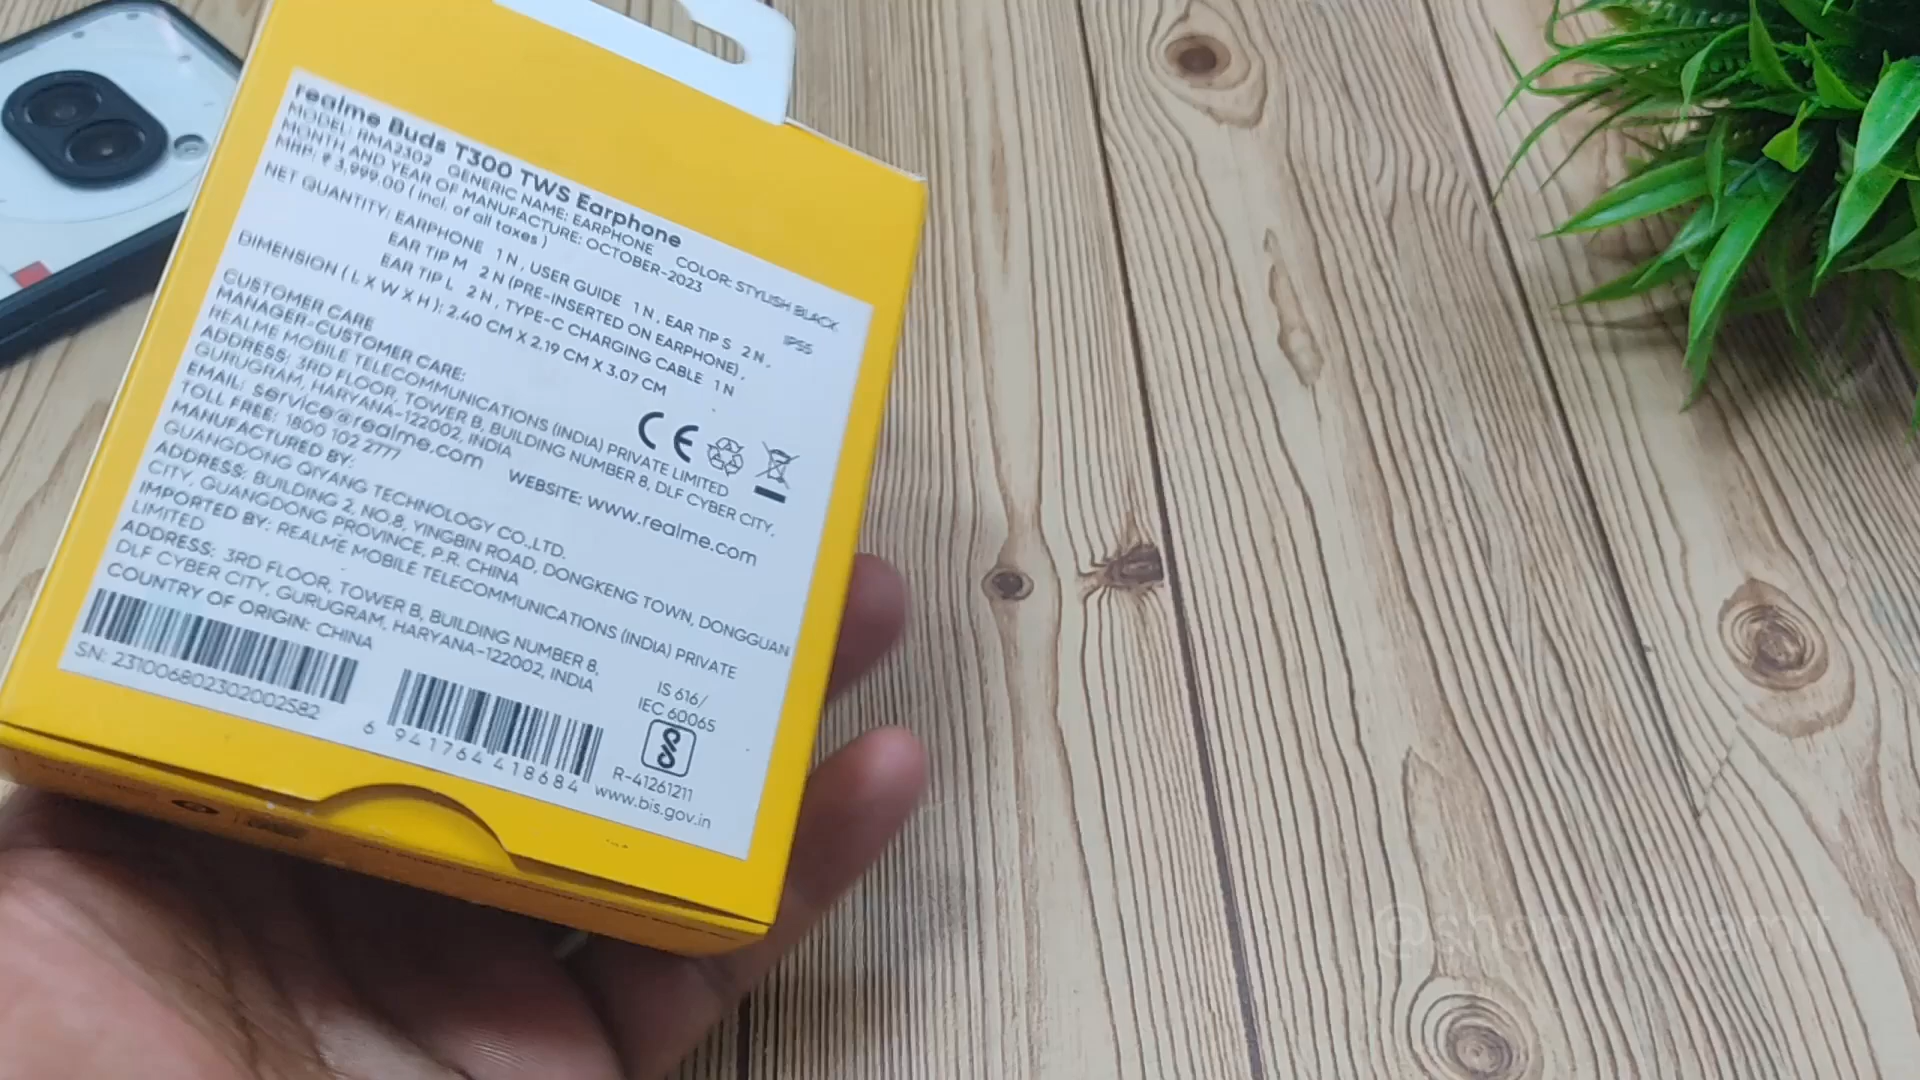 realme Buds T300 TWS Earphone
MODEL: RMA2302 GENERIC NAME: EARPHONE COLOR: STYLISH BLACK
MONTH AND YEAR OF MANUFACTURE: OCTOBER-2023 IP55
MRP: ₹ 3,999.00 ( incl. of all taxes )
NET QUANTITY: EARPHONE 1 N , USER GUIDE 1 N , EAR TIP S 2 N ,
EAR TIP M 2 N (PRE-INSERTED ON EARPHONE) ,
EAR TIP L 2 N , TYPE-C CHARGING CABLE 1 N
DIMENSION ( L X W X H ): 2.40 CM X 2.19 CM X 3.07 CM
CUSTOMER CARE
MANAGER-CUSTOMER CARE:
REALME MOBILE TELECOMMUNICATIONS (INDIA) PRIVATE LIMITED
ADDRESS: 3RD FLOOR, TOWER B, BUILDING NUMBER 8, DLF CYBER CITY,
GURUGRAM, HARYANA-122002, INDIA
EMAIL: service@realme.com WEBSITE: www.realme.com
TOLL FREE: 1800 102 2777
MANUFACTURED BY:
GUANGDONG QIYANG TECHNOLOGY CO.,LTD.
ADDRESS: BUILDING 2, NO.8, YINGBIN ROAD, DONGKENG TOWN, DONGGUAN
CITY, GUANGDONG PROVINCE, P.R. CHINA
IMPORTED BY: REALME MOBILE TELECOMMUNICATIONS (INDIA) PRIVATE
LIMITED
ADDRESS: 3RD FLOOR, TOWER B, BUILDING NUMBER 8,
DLF CYBER CITY, GURUGRAM, HARYANA-122002, INDIA
COUNTRY OF ORIGIN: CHINA
CE
SN: 2310068023020025​82
6 941764 418684
IS 616/
IEC 60065
R-41261211
www.bis.gov.in